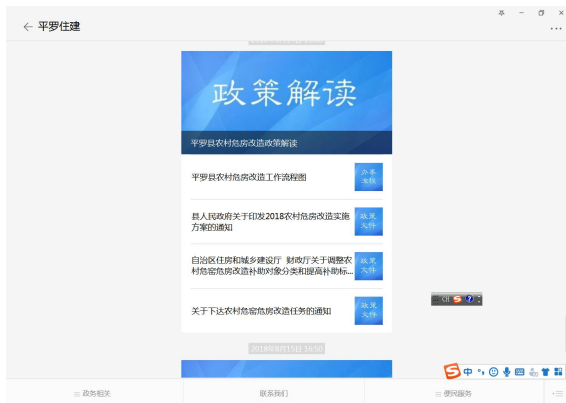 平罗住建
政策解读
平罗县农村危房改造政策解读
平罗县农村危房改造工作流程图
办事
流程
县人民政府关于印发2018农村危房改造实施
方案的通知
政策
文件
自治区住房和城乡建设厅 财政厅关于调整农
村危窑危房改造补助对象分类和提高补助标...
政策
文件
关于下达农村危窑危房改造任务的通知
政策
文件
2018年8月15日 16:50
CH
中
政务相关
联系我们
便民服务